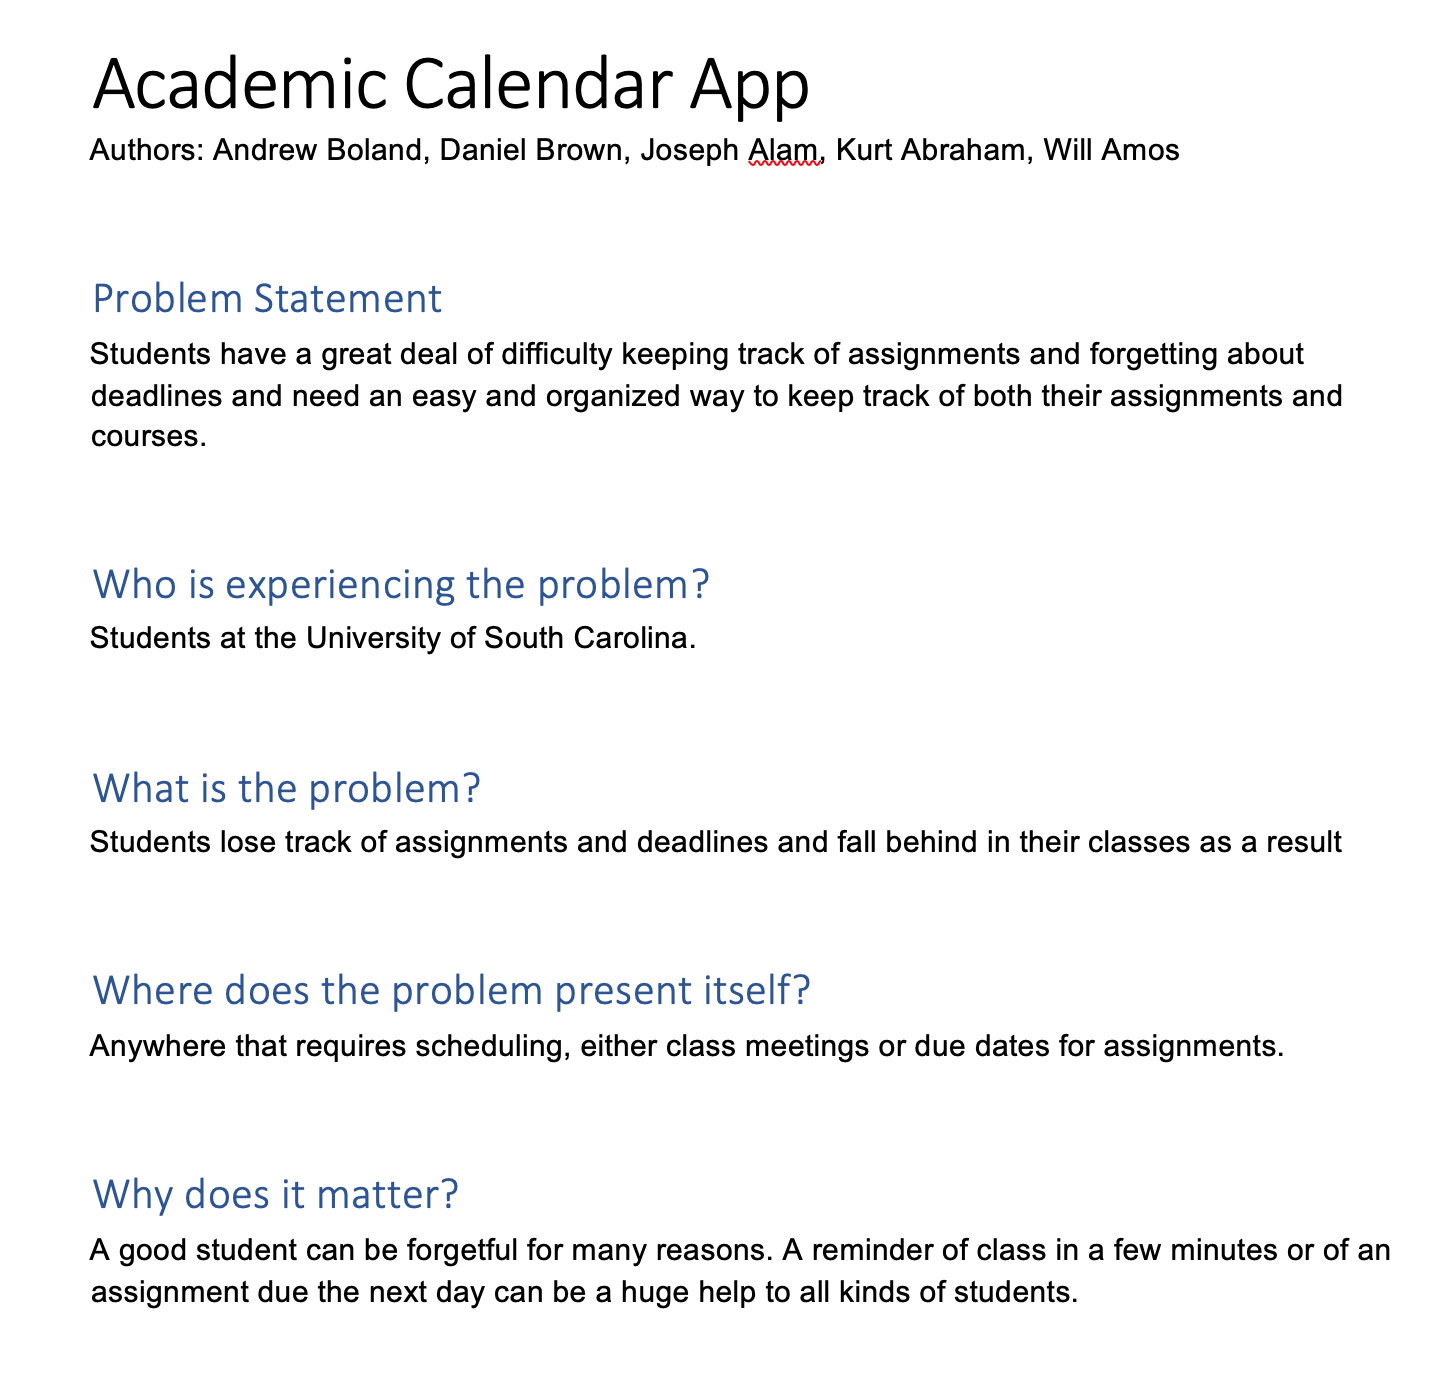 Academic Calendar App
Authors: Andrew Boland, Daniel Brown, Joseph Alam, Kurt Abraham, Will Amos
Problem Statement
Students have a great deal of difficulty keeping track of assignments and forgetting about
deadlines and need an easy and organized way to keep track of both their assignments and
courses.
Who is experiencing the problem?
Students at the University of South Carolina.
What is the problem?
Students lose track of assignments and deadlines and fall behind in their classes as a result
Where does the problem present itself?
Anywhere that requires scheduling, either class meetings or due dates for assignments.
Why does it matter?
A good student can be forgetful for many reasons. A reminder of class in a few minutes or of an
assignment due the next day can be a huge help to all kinds of students.